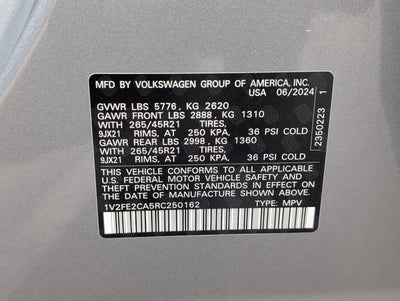 MFD BY VOLKSWAGEN GROUP OF AMERICA, INC.
USA 06/2024
GVWR LBS 5776, KG 2620
GAWR FRONT LBS 2888, KG 1310
WITH 265/45R21 TIRES,
9JX21 RIMS, AT 250 KPA, 36 PSI COLD
GAWR REAR LBS 2998, KG 1360
WITH 265/45R21 TIRES,
9JX21 RIMS, AT 250 KPA, 36 PSI COLD
THIS VEHICLE CONFORMS TO ALL APPLICABLE
U.S. FEDERAL MOTOR VEHICLE SAFETY AND
THEFT PREVENTION STANDARDS IN EFFECT ON
THE DATE OF MANUFACTURE SHOWN ABOVE
1V2FE2CA5RC250162 TYPE: MPV
2350223 1